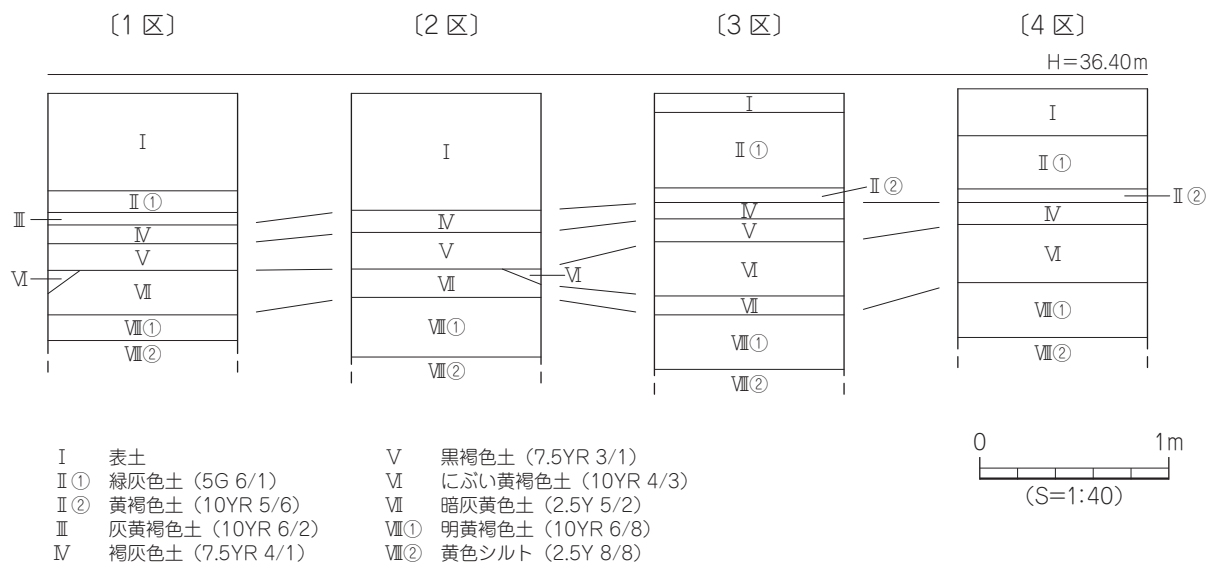 〔1 区〕 〔2 区〕 〔3 区〕 〔4 区〕
H＝36.40m
Ⅰ
Ⅱ①
Ⅲ
Ⅳ
Ⅴ
Ⅵ
Ⅶ
Ⅷ①
Ⅷ②
Ⅰ
Ⅳ
Ⅴ
Ⅵ
Ⅶ
Ⅷ①
Ⅷ②
Ⅰ
Ⅱ①
Ⅱ②
Ⅳ
Ⅴ
Ⅵ
Ⅶ
Ⅷ①
Ⅷ②
Ⅰ
Ⅱ①
Ⅱ②
Ⅳ
Ⅵ
Ⅷ①
Ⅷ②
Ⅰ 表土
Ⅱ① 緑灰色土（5G 6/1）
Ⅱ② 黄褐色土（10YR 5/6）
Ⅲ 灰黄褐色土（10YR 6/2）
Ⅳ 褐灰色土（7.5YR 4/1）
Ⅴ 黒褐色土（7.5YR 3/1）
Ⅵ にぶい黄褐色土（10YR 4/3）
Ⅶ 暗灰黄色土（2.5Y 5/2）
Ⅷ① 明黄褐色土（10YR 6/8）
Ⅷ② 黄色シルト（2.5Y 8/8）
0 1m
(S=1:40)